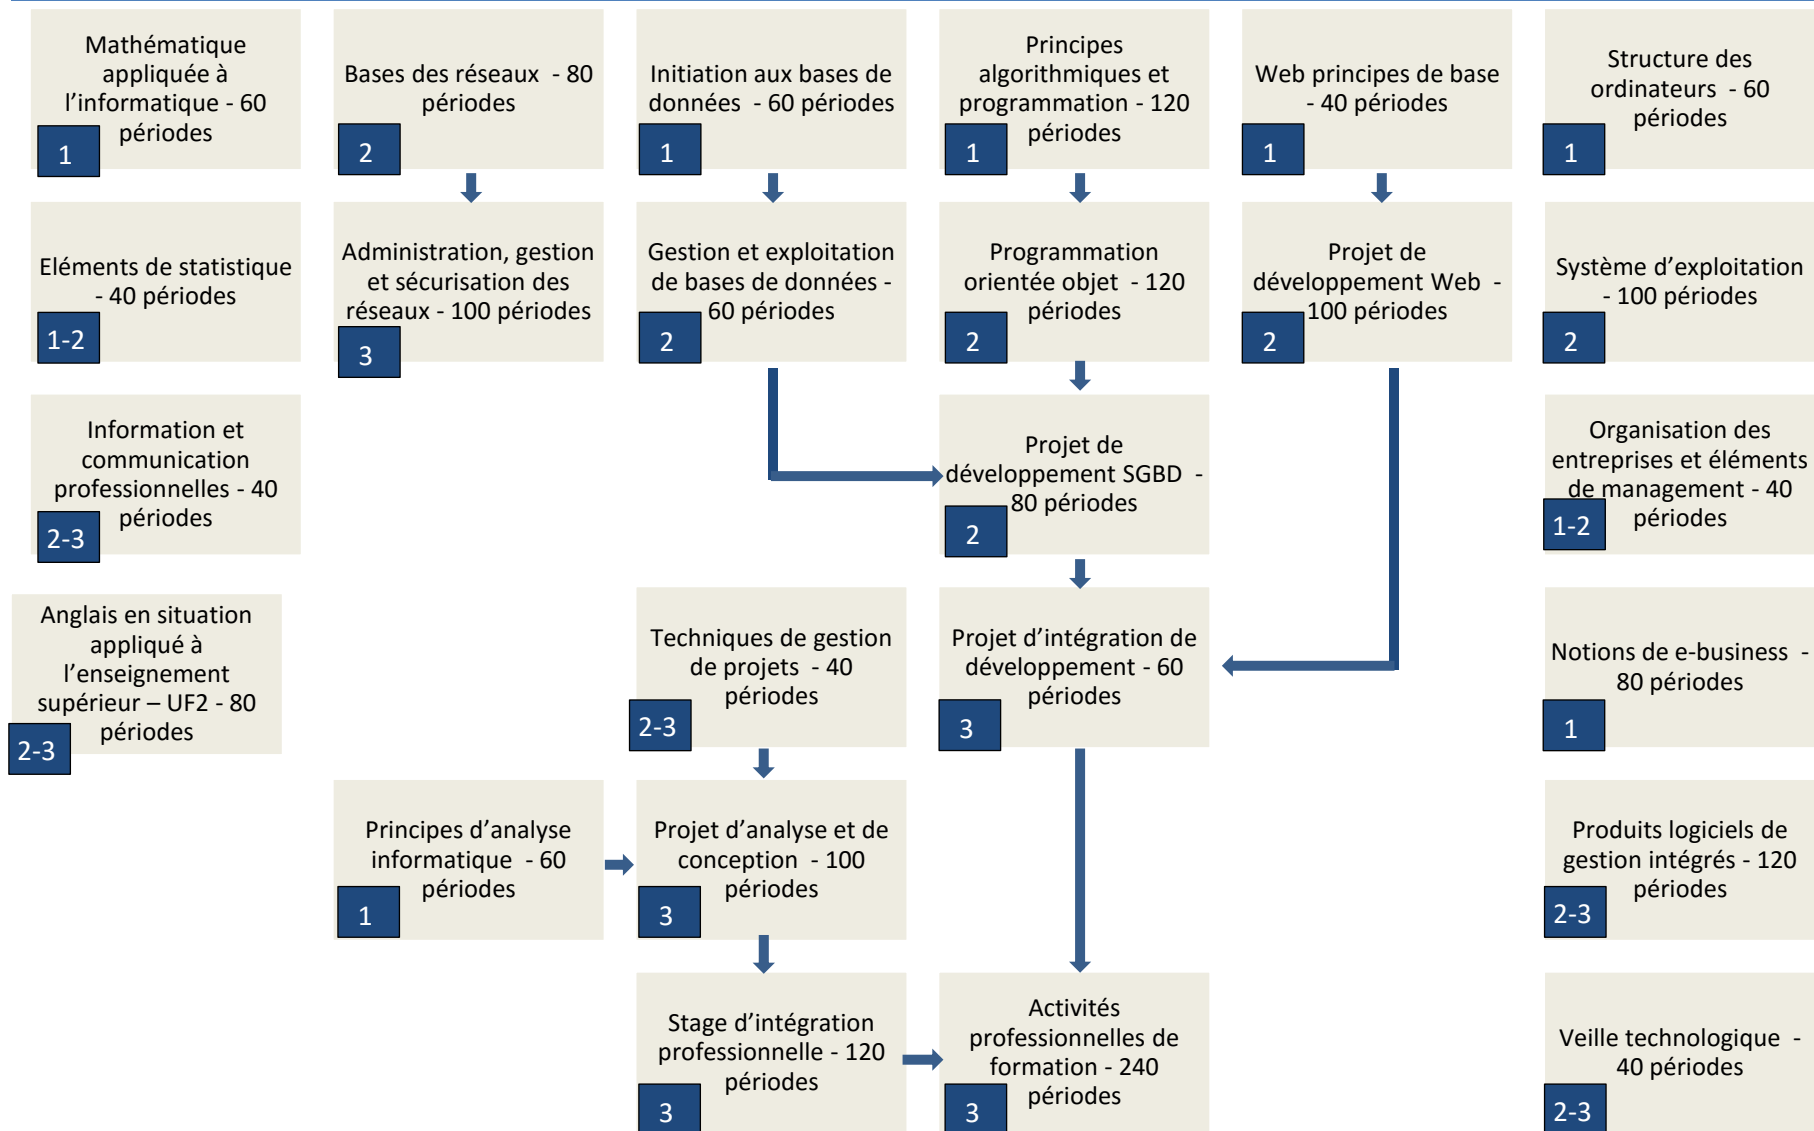 Mathématique
appliquée à
l’informatique - 60
périodes
1
Bases des réseaux - 80
périodes
2
Initiation aux bases de
données - 60 périodes
1
Principes
algorithmiques et
programmation - 120
périodes
1
Web principes de base
- 40 périodes
1
Structure des
ordinateurs - 60
périodes
1
Eléments de statistique
- 40 périodes
1-2
Administration, gestion
et sécurisation des
réseaux - 100 périodes
3
Gestion et exploitation
de bases de données -
60 périodes
2
Programmation
orientée objet - 120
périodes
2
Projet de
développement Web -
100 périodes
2
Système d’exploitation
- 100 périodes
2
Information et
communication
professionnelles - 40
périodes
2-3
Projet de
développement SGBD -
80 périodes
2
Organisation des
entreprises et éléments
de management - 40
périodes
1-2
Anglais en situation
appliqué à
l’enseignement
supérieur – UF2 - 80
périodes
2-3
Techniques de gestion
de projets - 40
périodes
2-3
Projet d’intégration de
développement - 60
périodes
3
Notions de e-business -
80 périodes
1
Principes d’analyse
informatique - 60
périodes
1
Projet d’analyse et de
conception - 100
périodes
3
Produits logiciels de
gestion intégrés - 120
périodes
2-3
Stage d’intégration
professionnelle - 120
périodes
3
Activités
professionnelles de
formation - 240
périodes
3
Veille technologique -
40 périodes
2-3